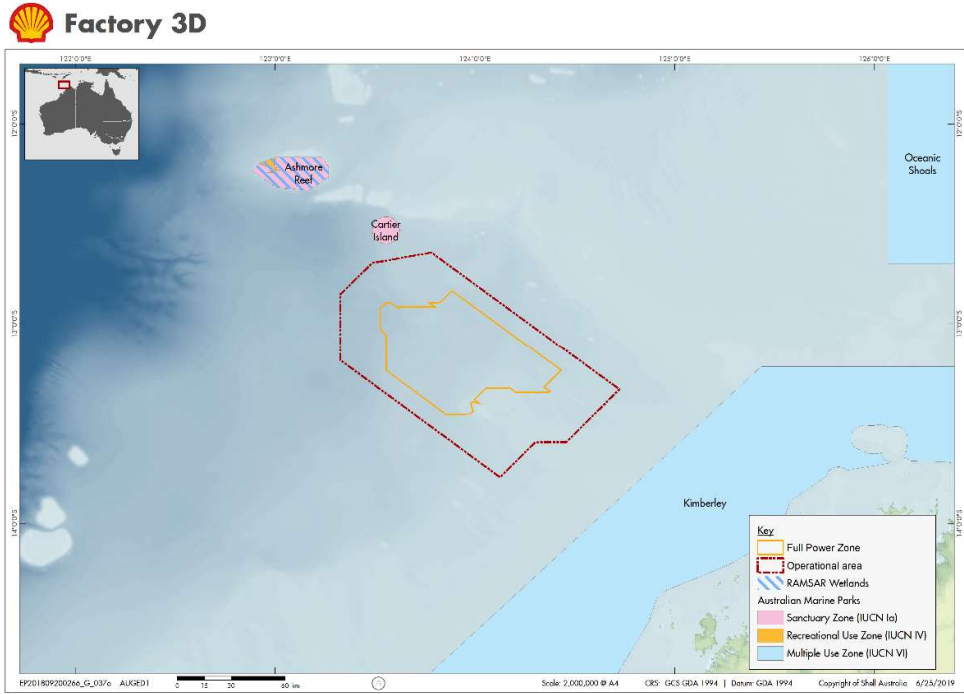 Factory 3D
122°0'0"E 123°0'0"E 124°0'0"E 125°0'0"E 126°0'0"E
12°0'0"S
12°0'0"S
Ashmore
Reef
Oceanic
Shoals
Cartier
Island
13°0'0"S
13°0'0"S
Kimberley
14°0'0"S
14°0'0"S
Key
Full Power Zone
Operational area
RAMSAR Wetlands
Australian Marine Parks
Sanctuary Zone (IUCN Ia)
Recreational Use Zone (IUCN IV)
Multiple Use Zone (IUCN VI)
EP201809200266_G_037a AUGED1
0 15 30 60 km
Scale: 2,000,000 @ A4 CRS: GCS GDA 1994 | Datum: GDA 1994 Copyright of Shell Australia 6/25/2019